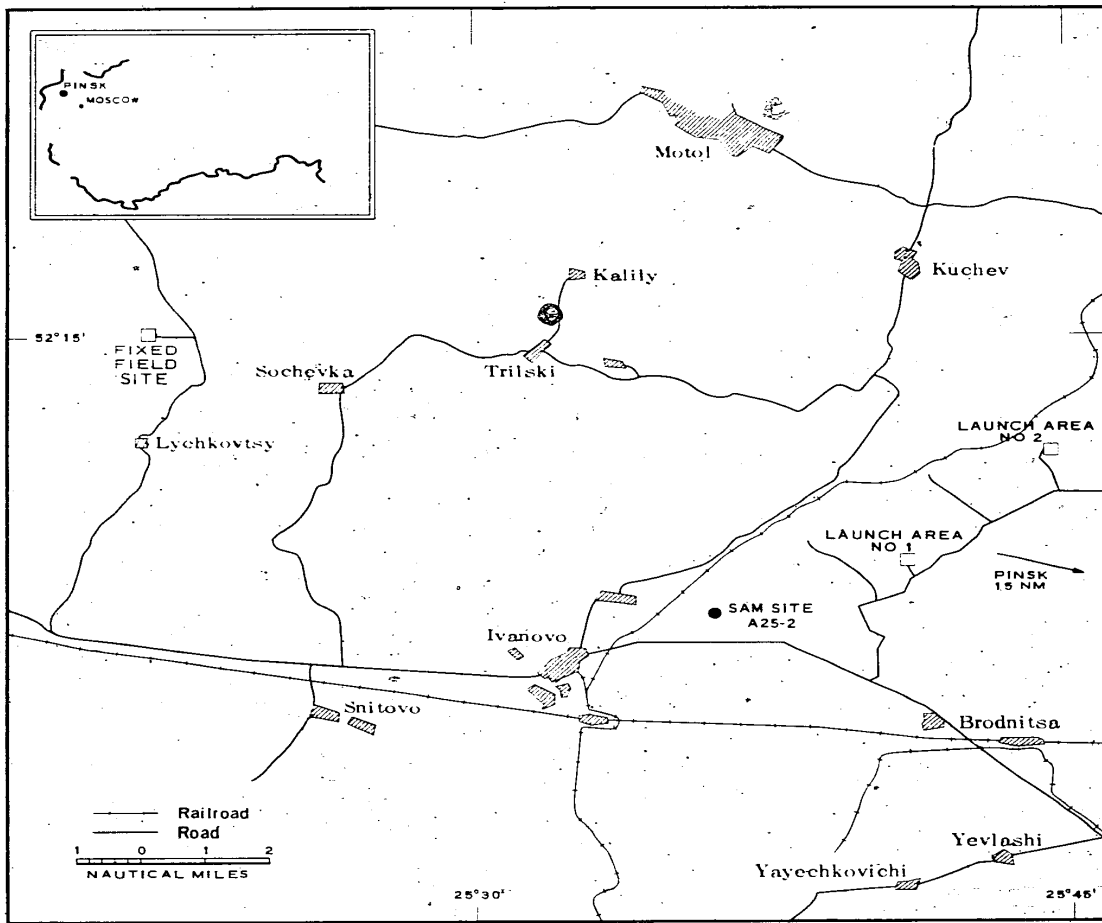 PINSK
MOSCOW
Motol
Kuchev
Kalily
52°15'
FIXED
FIELD
SITE
Sochevka
Trilski
Lychkovtsy
LAUNCH AREA
NO 2
LAUNCH AREA
NO 1
PINSK
15 NM
SAM SITE
A25-2
Ivanovo
Snitovo
Brodnitsa
Railroad
Road
1 0 1 2
NAUTICAL MILES
Yevlashi
Yayechkovichi
25°30'
25°45'